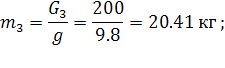 m₃ = G₃/g = 200/9.8 = 20.41 кг ;